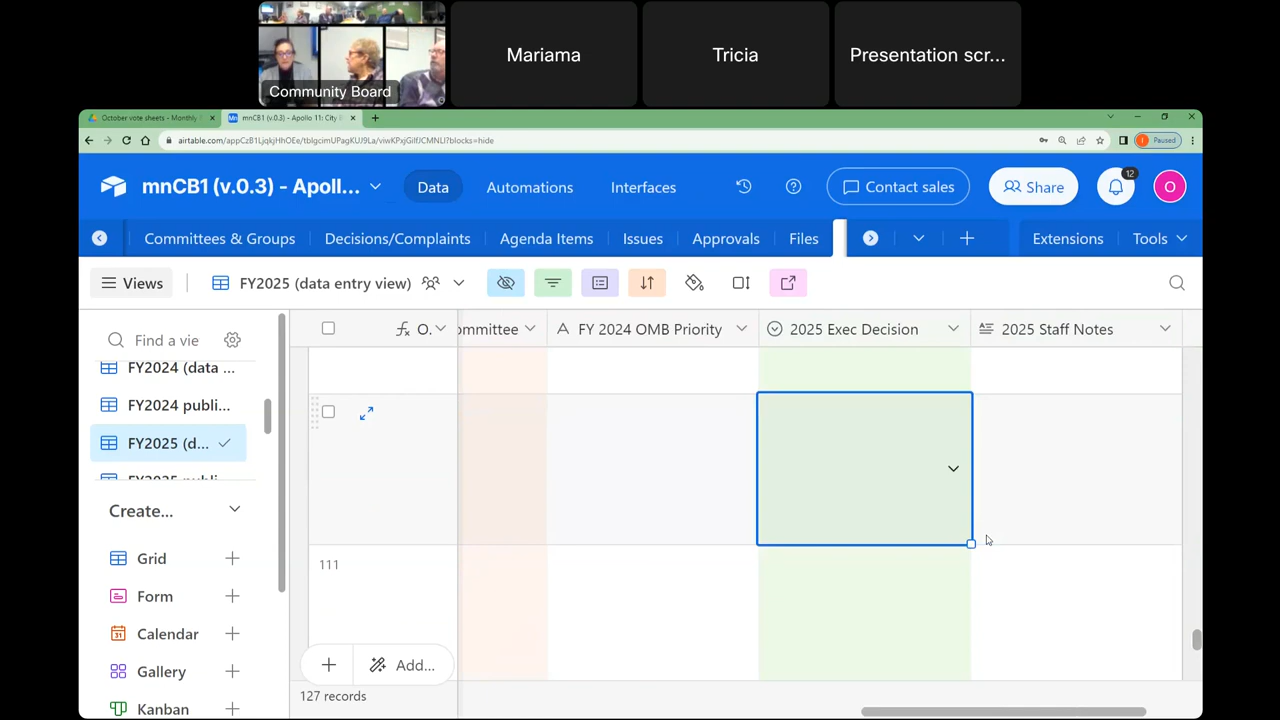 Community Board
Mariama
Tricia
Presentation scr...
October vote sheets - Monthly
mnCB1 (v.0.3) - Apollo 11: City
airtable.com/appCzB1LjqkjHhOEe/tblgcimUPagKUJ9La/viwKPxjGilfJCMNLI?blocks=hide
Paused
mnCB1 (v.0.3) - Apoll...
Data
Automations
Interfaces
Contact sales
Share
12
O
Committees & Groups
Decisions/Complaints
Agenda Items
Issues
Approvals
Files
Extensions
Tools
Views
FY2025 (data entry view)
Find a vie
FY2024 (data ...
FY2024 publi...
FY2025 (d...
FY2025 publi...
Create...
Grid
Form
Calendar
Gallery
Kanban
O.
ommittee
FY 2024 OMB Priority
2025 Exec Decision
2025 Staff Notes
111
Add...
127 records